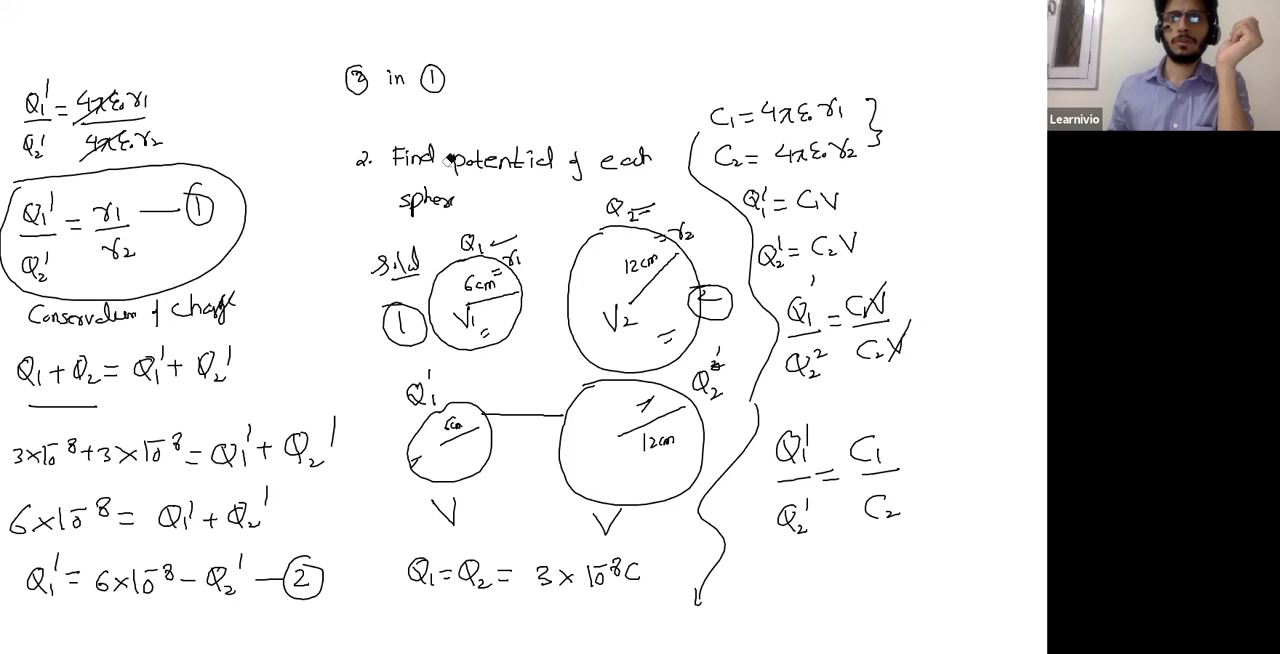 Q₁' / Q₂' = 4πε₀r₁ / 4πε₀r₂
Q₁' / Q₂' = r₁ / r₂ — ①
Conservation of Charge
Q₁ + Q₂ = Q₁' + Q₂'
3×10⁻⁸ + 3×10⁻⁸ = Q₁' + Q₂'
6×10⁻⁸ = Q₁' + Q₂'
Q₁' = 6×10⁻⁸ − Q₂' — ②
② in ①
2. Find potential of each
sphere
Solᵈ
Q₁
r₁
6cm
V₁
①
Q₂
r₂
12cm
V₂
②
Q₁'
6cm
V
Q₂'
12cm
V
Q₁ = Q₂ = 3 × 10⁻⁸ C
C₁ = 4πε₀r₁
C₂ = 4πε₀r₂
Q₁' = C₁V
Q₂' = C₂V
Q₁' / Q₂² = C₁V / C₂V
Q₁' / Q₂' = C₁ / C₂
Learnivio